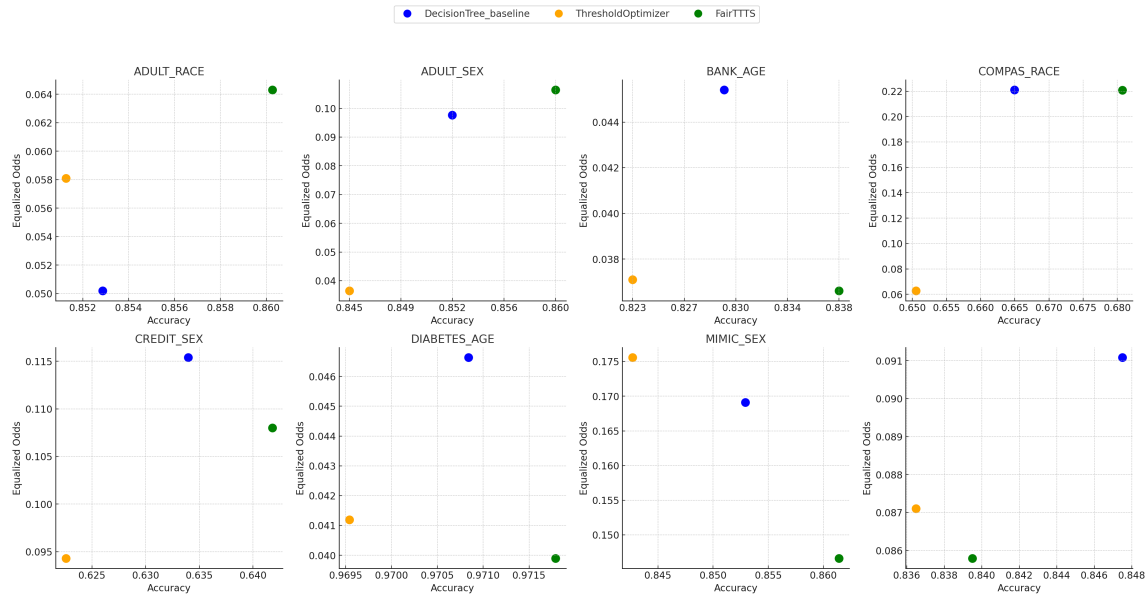 DecisionTree_baseline ThresholdOptimizer FairTTTS
ADULT_RACE
Equalized Odds
0.064
0.062
0.060
0.058
0.056
0.054
0.052
0.050
0.852 0.854 0.856 0.858 0.860
Accuracy
ADULT_SEX
Equalized Odds
0.10
0.09
0.08
0.07
0.06
0.05
0.04
0.845 0.849 0.852 0.856 0.860
Accuracy
BANK_AGE
Equalized Odds
0.044
0.042
0.040
0.038
0.823 0.827 0.830 0.834 0.838
Accuracy
COMPAS_RACE
Equalized Odds
0.22
0.20
0.18
0.16
0.14
0.12
0.10
0.08
0.06
0.650 0.655 0.660 0.665 0.670 0.675 0.680
Accuracy
CREDIT_SEX
Equalized Odds
0.115
0.110
0.105
0.100
0.095
0.625 0.630 0.635 0.640
Accuracy
DIABETES_AGE
Equalized Odds
0.046
0.045
0.044
0.043
0.042
0.041
0.040
0.9695 0.9700 0.9705 0.9710 0.9715
Accuracy
MIMIC_SEX
Equalized Odds
0.175
0.170
0.165
0.160
0.155
0.150
0.845 0.850 0.855 0.860
Accuracy
Equalized Odds
0.091
0.090
0.089
0.088
0.087
0.086
0.836 0.838 0.840 0.842 0.844 0.846 0.848
Accuracy